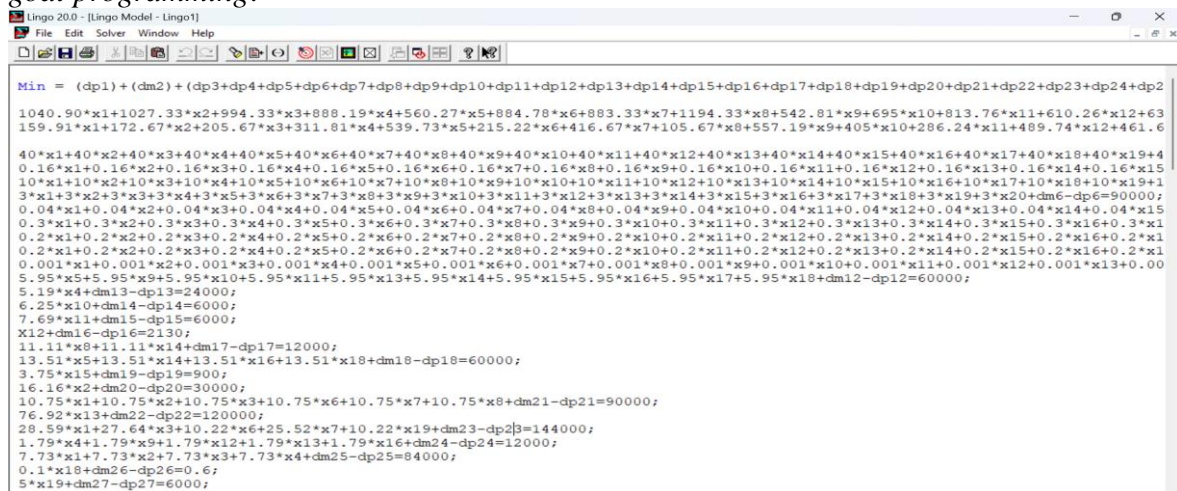 goal programming.
Lingo 20.0 - [Lingo Model - Lingo1]
File Edit Solver Window Help
Min = (dp1)+(dm2)+(dp3+dp4+dp5+dp6+dp7+dp8+dp9+dp10+dp11+dp12+dp13+dp14+dp15+dp16+dp17+dp18+dp19+dp20+dp21+dp22+dp23+dp24+dp2
1040.90*x1+1027.33*x2+994.33*x3+888.19*x4+560.27*x5+884.78*x6+883.33*x7+1194.33*x8+542.81*x9+695*x10+813.76*x11+610.26*x12+63
159.91*x1+172.67*x2+205.67*x3+311.81*x4+539.73*x5+215.22*x6+416.67*x7+105.67*x8+557.19*x9+405*x10+286.24*x11+489.74*x12+461.6
40*x1+40*x2+40*x3+40*x4+40*x5+40*x6+40*x7+40*x8+40*x9+40*x10+40*x11+40*x12+40*x13+40*x14+40*x15+40*x16+40*x17+40*x18+40*x19+4
0.16*x1+0.16*x2+0.16*x3+0.16*x4+0.16*x5+0.16*x6+0.16*x7+0.16*x8+0.16*x9+0.16*x10+0.16*x11+0.16*x12+0.16*x13+0.16*x14+0.16*x15
10*x1+10*x2+10*x3+10*x4+10*x5+10*x6+10*x7+10*x8+10*x9+10*x10+10*x11+10*x12+10*x13+10*x14+10*x15+10*x16+10*x17+10*x18+10*x19+1
3*x1+3*x2+3*x3+3*x4+3*x5+3*x6+3*x7+3*x8+3*x9+3*x10+3*x11+3*x12+3*x13+3*x14+3*x15+3*x16+3*x17+3*x18+3*x19+3*x20+dm6-dp6=90000;
0.04*x1+0.04*x2+0.04*x3+0.04*x4+0.04*x5+0.04*x6+0.04*x7+0.04*x8+0.04*x9+0.04*x10+0.04*x11+0.04*x12+0.04*x13+0.04*x14+0.04*x15
0.3*x1+0.3*x2+0.3*x3+0.3*x4+0.3*x5+0.3*x6+0.3*x7+0.3*x8+0.3*x9+0.3*x10+0.3*x11+0.3*x12+0.3*x13+0.3*x14+0.3*x15+0.3*x16+0.3*x1
0.2*x1+0.2*x2+0.2*x3+0.2*x4+0.2*x5+0.2*x6+0.2*x7+0.2*x8+0.2*x9+0.2*x10+0.2*x11+0.2*x12+0.2*x13+0.2*x14+0.2*x15+0.2*x16+0.2*x1
0.2*x1+0.2*x2+0.2*x3+0.2*x4+0.2*x5+0.2*x6+0.2*x7+0.2*x8+0.2*x9+0.2*x10+0.2*x11+0.2*x12+0.2*x13+0.2*x14+0.2*x15+0.2*x16+0.2*x1
0.001*x1+0.001*x2+0.001*x3+0.001*x4+0.001*x5+0.001*x6+0.001*x7+0.001*x8+0.001*x9+0.001*x10+0.001*x11+0.001*x12+0.001*x13+0.00
5.95*x5+5.95*x9+5.95*x10+5.95*x11+5.95*x13+5.95*x14+5.95*x15+5.95*x16+5.95*x17+5.95*x18+dm12-dp12=60000;
5.19*x4+dm13-dp13=24000;
6.25*x10+dm14-dp14=6000;
7.69*x11+dm15-dp15=6000;
X12+dm16-dp16=2130;
11.11*x8+11.11*x14+dm17-dp17=12000;
13.51*x5+13.51*x14+13.51*x16+13.51*x18+dm18-dp18=60000;
3.75*x15+dm19-dp19=900;
16.16*x2+dm20-dp20=30000;
10.75*x1+10.75*x2+10.75*x3+10.75*x6+10.75*x7+10.75*x8+dm21-dp21=90000;
76.92*x13+dm22-dp22=120000;
28.59*x1+27.64*x3+10.22*x6+25.52*x7+10.22*x19+dm23-dp23=144000;
1.79*x4+1.79*x9+1.79*x12+1.79*x13+1.79*x16+dm24-dp24=12000;
7.73*x1+7.73*x2+7.73*x3+7.73*x4+dm25-dp25=84000;
0.1*x18+dm26-dp26=0.6;
5*x19+dm27-dp27=6000;